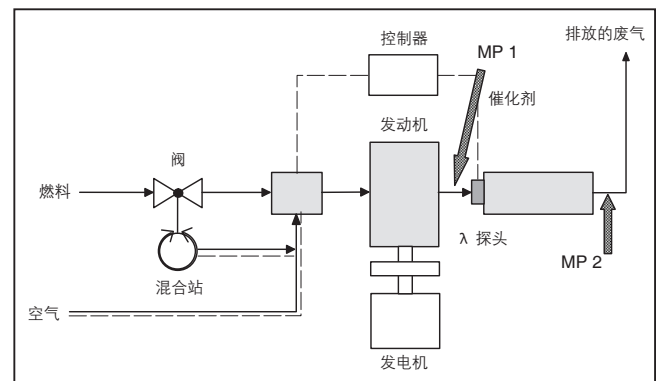 排放的废气
控制器
MP 1
催化剂
发动机
阀
燃料
λ 探头
混合站
MP 2
空气
发电机